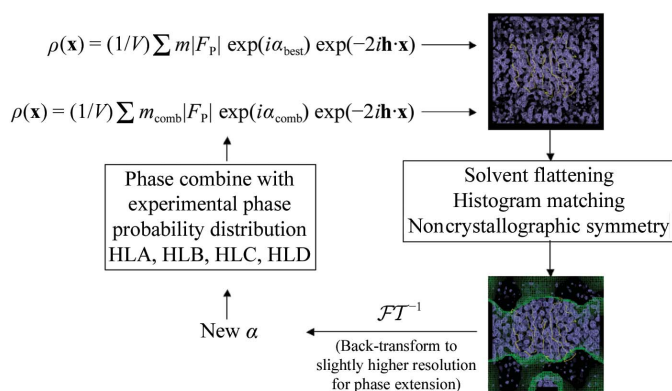 ρ(x) = (1/V) ∑ m|F_P| exp(iα_best) exp(−2ih·x)
ρ(x) = (1/V) ∑ m_comb|F_P| exp(iα_comb) exp(−2ih·x)
Phase combine with
experimental phase
probability distribution
HLA, HLB, HLC, HLD
Solvent flattening
Histogram matching
Noncrystallographic symmetry
New α
ℱ𝒯⁻¹
(Back-transform to
slightly higher resolution
for phase extension)